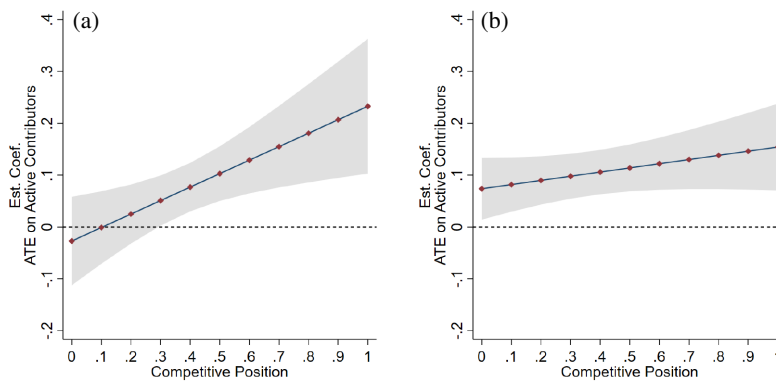 (a)
Est. Coef.
ATE on Active Contributors
.4
.3
.2
.1
0
-.1
-.2
0 .1 .2 .3 .4 .5 .6 .7 .8 .9 1
Competitive Position
(b)
Est. Coef.
ATE on Active Contributors
.4
.3
.2
.1
0
-.1
-.2
0 .1 .2 .3 .4 .5 .6 .7 .8 .9
Competitive Position